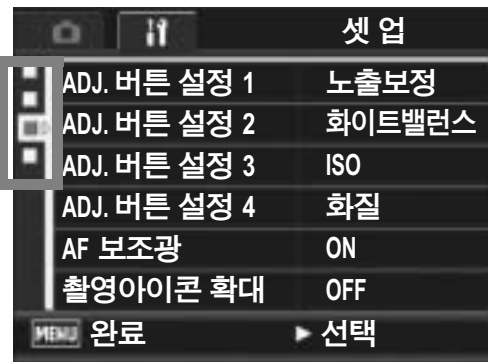 셋 업
ADJ. 버튼 설정 1 노출보정
ADJ. 버튼 설정 2 화이트밸런스
ADJ. 버튼 설정 3 ISO
ADJ. 버튼 설정 4 화질
AF 보조광 ON
촬영아이콘 확대 OFF
MENU 완료 ▶ 선택